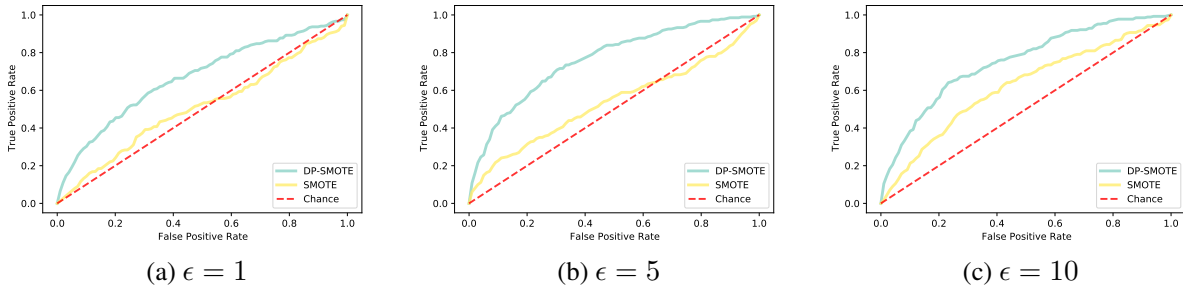 1.0
0.8
0.6
0.4
0.2
0.0
True Positive Rate
0.0 0.2 0.4 0.6 0.8 1.0
False Positive Rate
DP-SMOTE
SMOTE
Chance
(a) ϵ = 1
1.0
0.8
0.6
0.4
0.2
0.0
True Positive Rate
0.0 0.2 0.4 0.6 0.8 1.0
False Positive Rate
DP-SMOTE
SMOTE
Chance
(b) ϵ = 5
1.0
0.8
0.6
0.4
0.2
0.0
True Positive Rate
0.0 0.2 0.4 0.6 0.8 1.0
False Positive Rate
DP-SMOTE
SMOTE
Chance
(c) ϵ = 10